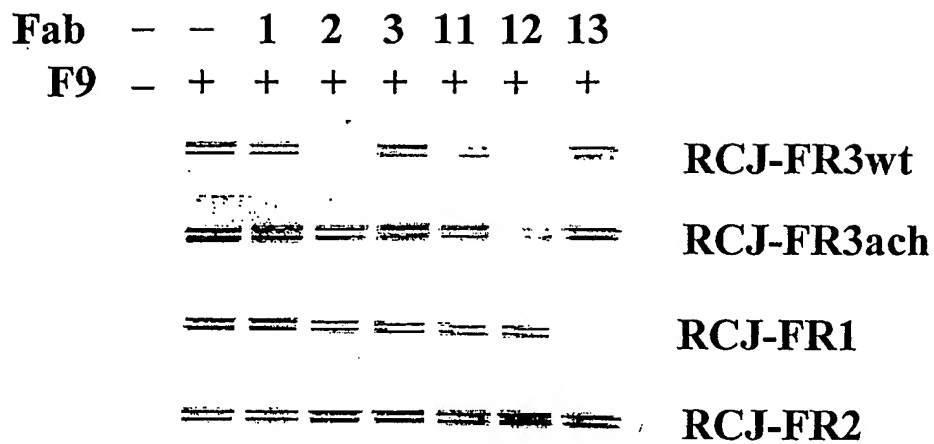 Fab – – 1 2 3 11 12 13
F9 – + + + + + + +
RCJ-FR3wt
RCJ-FR3ach
RCJ-FR1
RCJ-FR2